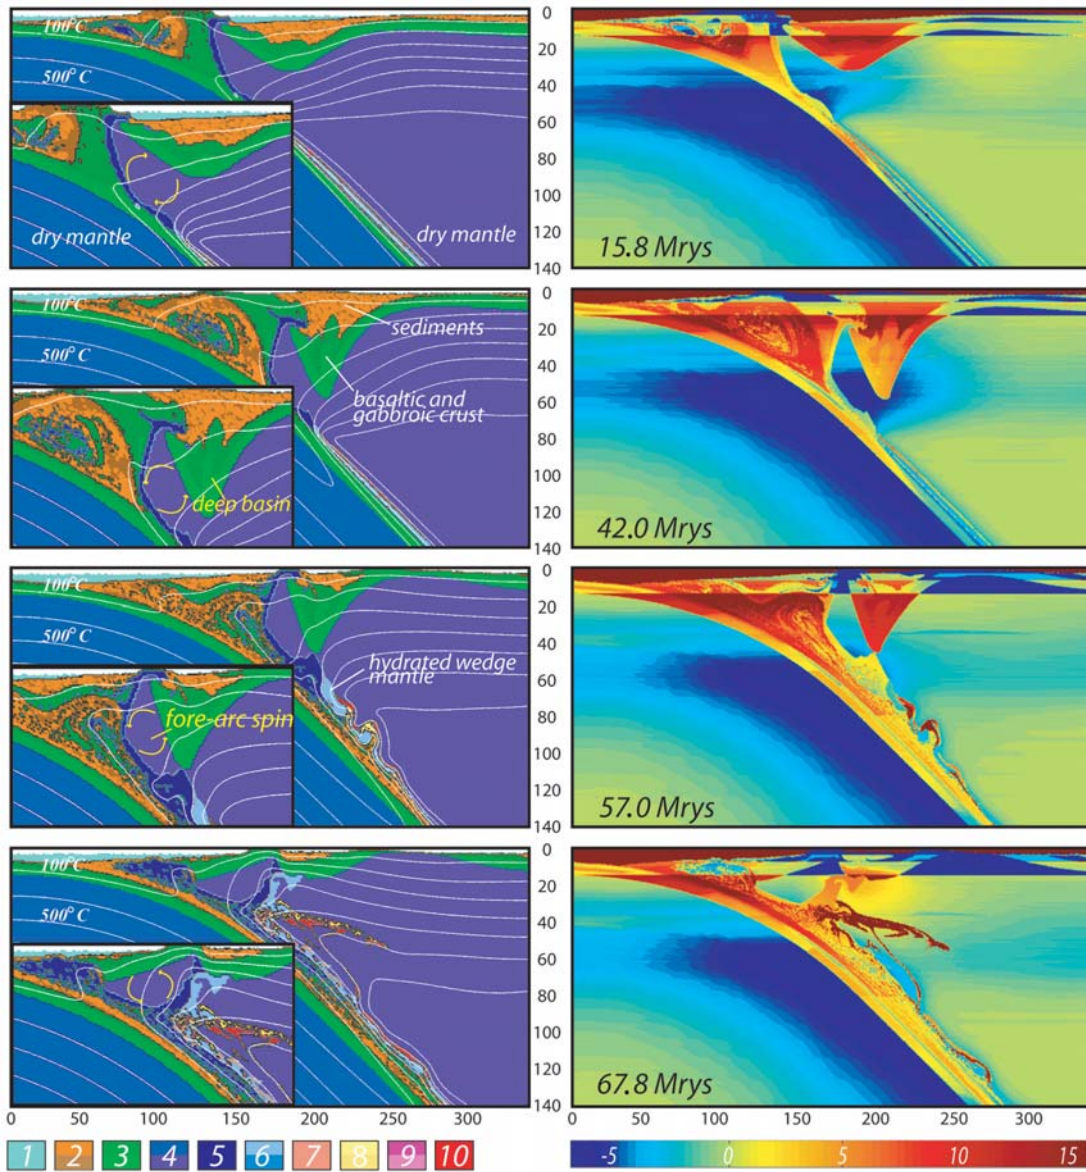 100°C
500°C
dry mantle
dry mantle
0
20
40
60
80
100
120
140
15.8 Mrys
100°C
500°C
sediments
basaltic and
gabbroic crust
deep basin
0
20
40
60
80
100
120
140
42.0 Mrys
100°C
500°C
hydrated wedge
mantle
fore-arc spin
0
20
40
60
80
100
120
140
57.0 Mrys
100°C
500°C
0
20
40
60
80
100
120
140
67.8 Mrys
0 50 100 150 200 250 300
0 50 100 150 200 250 300
1 2 3 4 5 6 7 8 9 10
-5 0 5 10 15